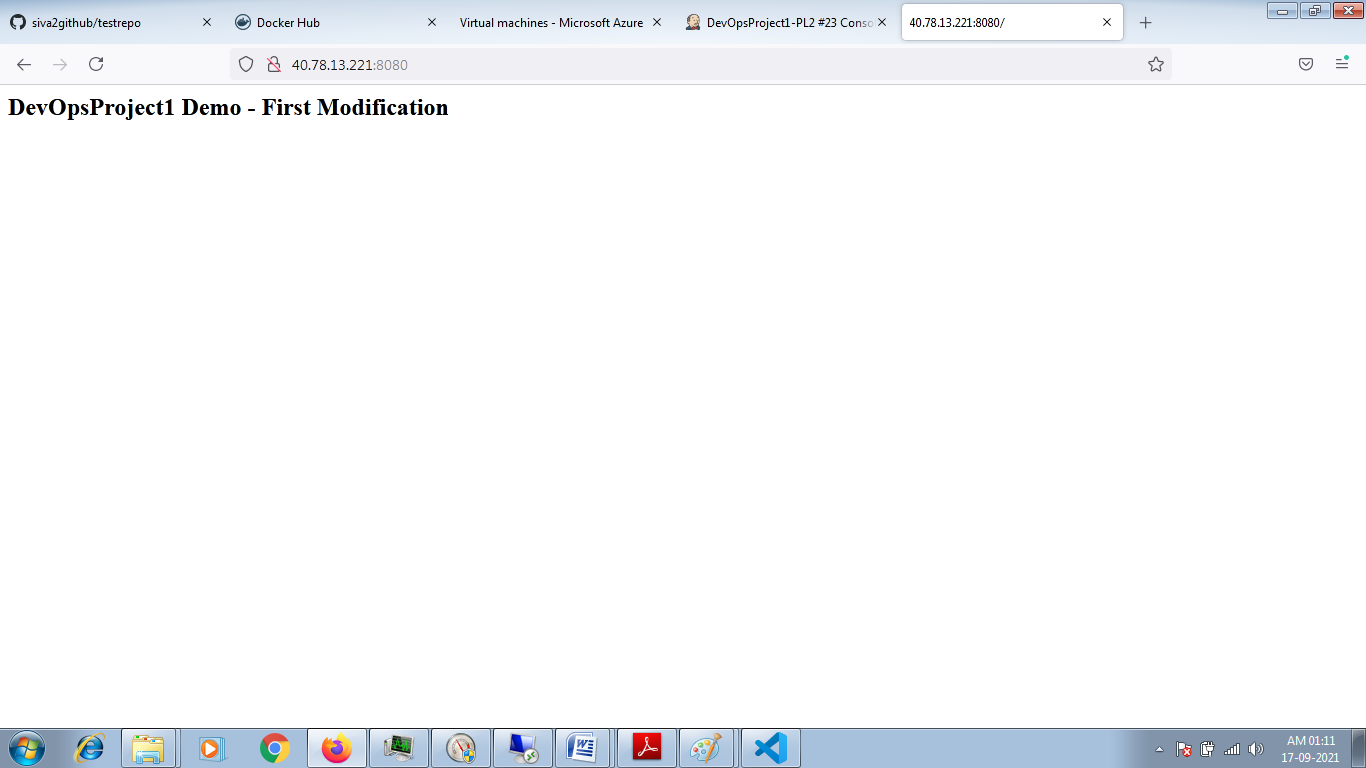 siva2github/testrepo
Docker Hub
Virtual machines - Microsoft Azure
DevOpsProject1-PL2 #23 Conso
40.78.13.221:8080/
40.78.13.221:8080
DevOpsProject1 Demo - First Modification
AM 01:11
17-09-2021